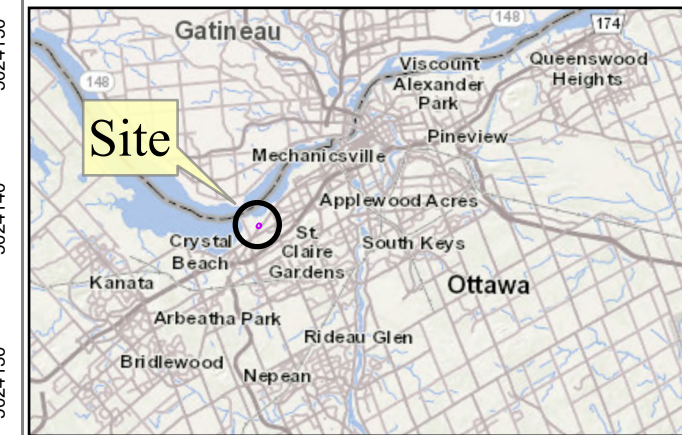 148
174
Gatineau
148
Viscount
Alexander
Park
Queenswood
Heights
Site
Pineview
Mechanicsville
Applewood Acres
Crystal
Beach
St.
Claire
Gardens
South Keys
Kanata
Ottawa
Arbeatha Park
Rideau Glen
Bridlewood
Nepean